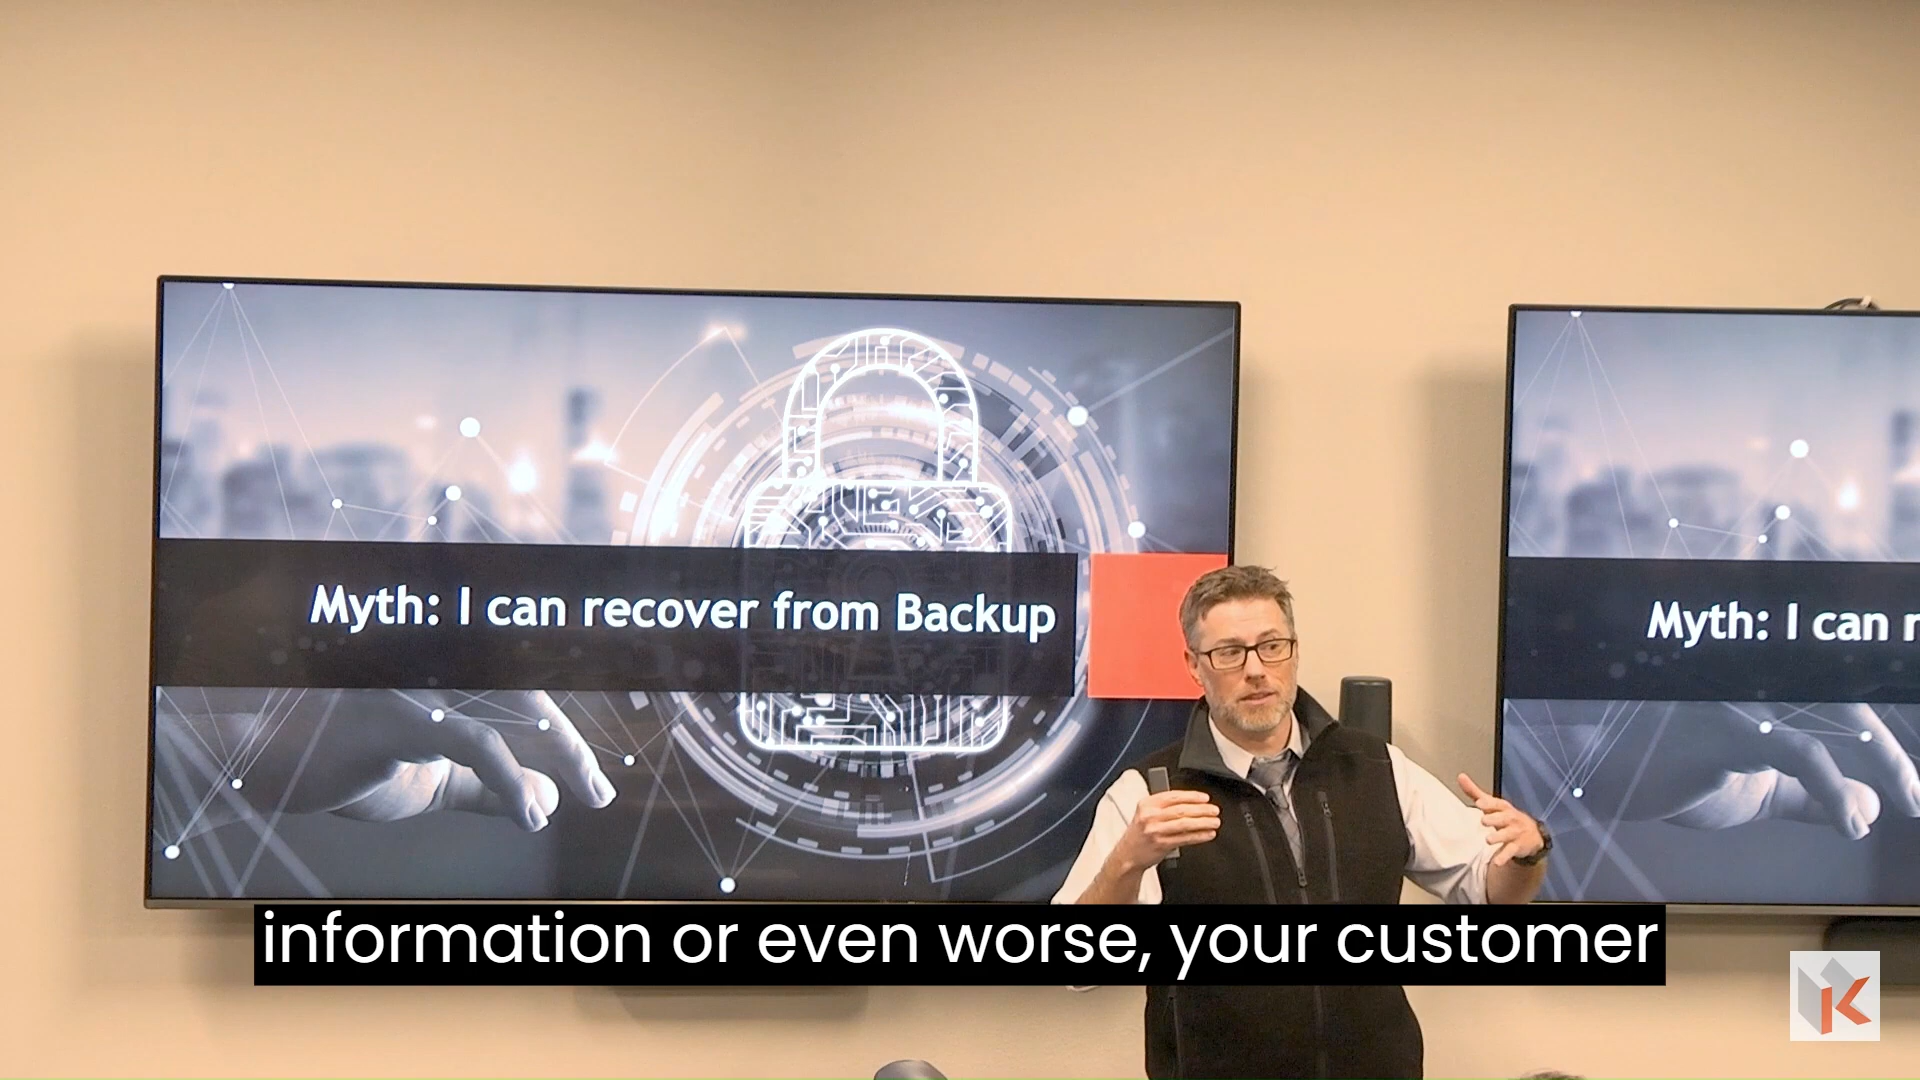 Myth: I can recover from Backup
Myth: I can r
information or even worse, your customer
K